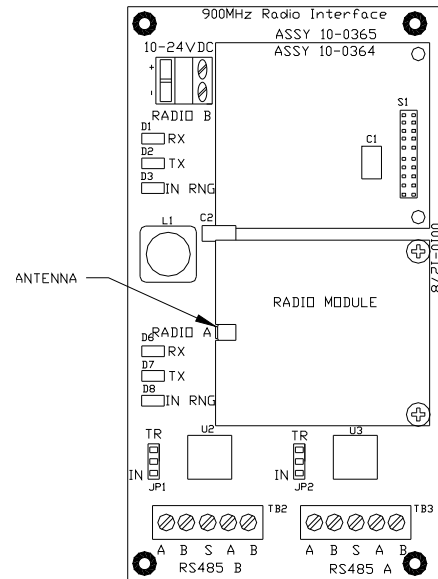 900MHz Radio Interface
ASSY 10-0365
ASSY 10-0364
10-24VDC
+
-
RADIO B
S1
C1
D1
RX
D2
TX
D3
IN RNG
L1
C2
0010-1278
ANTENNA
RADIO MODULE
RADIO A
D6
RX
D7
TX
D8
IN RNG
U2
U3
TR
TR
IN
IN
JP1
JP2
TB2
TB3
A B S A B
A B S A B
RS485 B
RS485 A